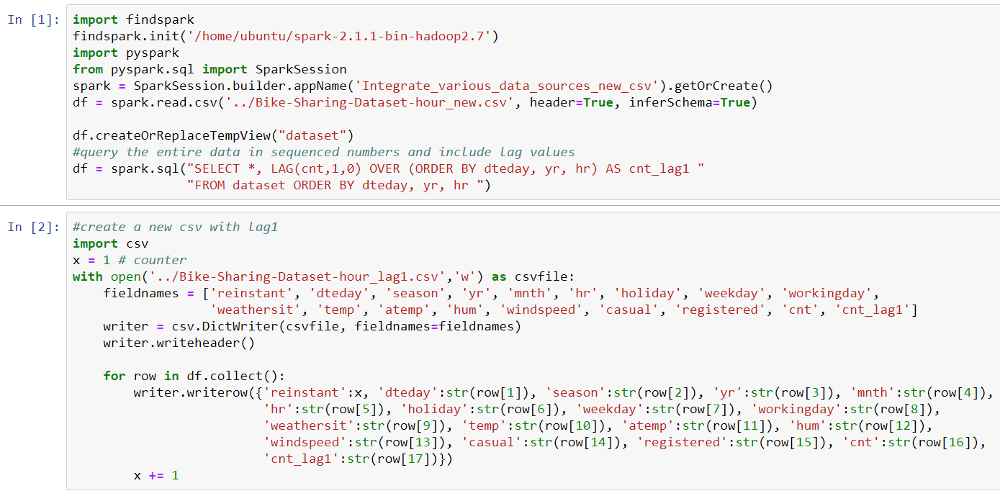 In [1]:
import findspark
findspark.init('/home/ubuntu/spark-2.1.1-bin-hadoop2.7')
import pyspark
from pyspark.sql import SparkSession
spark = SparkSession.builder.appName('Integrate_various_data_sources_new_csv').getOrCreate()
df = spark.read.csv('../Bike-Sharing-Dataset-hour_new.csv', header=True, inferSchema=True)

df.createOrReplaceTempView("dataset")
#query the entire data in sequenced numbers and include lag values
df = spark.sql("SELECT *, LAG(cnt,1,0) OVER (ORDER BY dteday, yr, hr) AS cnt_lag1 "
               "FROM dataset ORDER BY dteday, yr, hr ")
In [2]:
#create a new csv with lag1
import csv
x = 1 # counter
with open('../Bike-Sharing-Dataset-hour_lag1.csv','w') as csvfile:
    fieldnames = ['reinstant', 'dteday', 'season', 'yr', 'mnth', 'hr', 'holiday', 'weekday', 'workingday',
                  'weathersit', 'temp', 'atemp', 'hum', 'windspeed', 'casual', 'registered', 'cnt', 'cnt_lag1']
    writer = csv.DictWriter(csvfile, fieldnames=fieldnames)
    writer.writeheader()

    for row in df.collect():
        writer.writerow({'reinstant':x, 'dteday':str(row[1]), 'season':str(row[2]), 'yr':str(row[3]), 'mnth':str(row[4]),
                         'hr':str(row[5]), 'holiday':str(row[6]), 'weekday':str(row[7]), 'workingday':str(row[8]),
                         'weathersit':str(row[9]), 'temp':str(row[10]), 'atemp':str(row[11]), 'hum':str(row[12]),
                         'windspeed':str(row[13]), 'casual':str(row[14]), 'registered':str(row[15]), 'cnt':str(row[16]),
                         'cnt_lag1':str(row[17])})
        x += 1